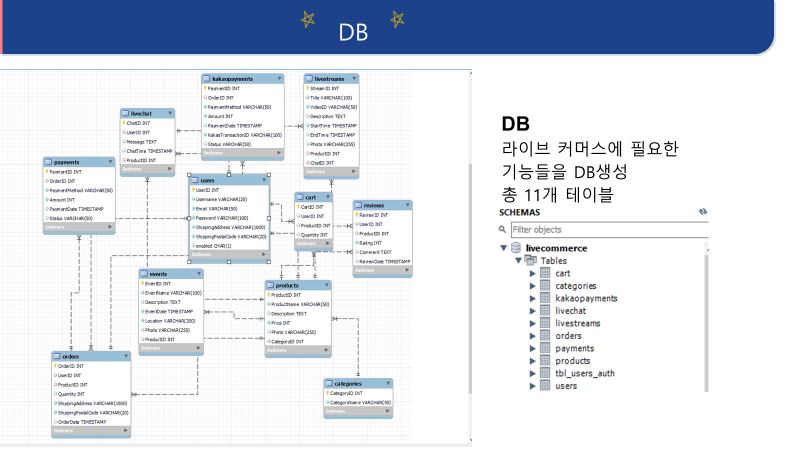 DB
kakaopayments
PaymentID INT
OrderID INT
PaymentMethod VARCHAR(50)
Amount INT
PaymentDate TIMESTAMP
KakaoTransactionID VARCHAR(100)
Status VARCHAR(50)
Indexes
livestreams
StreamID INT
Title VARCHAR(100)
VideoID VARCHAR(50)
Description TEXT
StartTime TIMESTAMP
EndTime TIMESTAMP
Photo VARCHAR(255)
ProductID INT
ChatID INT
Indexes
livechat
ChatID INT
UserID INT
Message TEXT
ChatTime TIMESTAMP
ProductID INT
Indexes
payments
PaymentID INT
OrderID INT
PaymentMethod VARCHAR(50)
Amount INT
PaymentDate TIMESTAMP
Status VARCHAR(50)
Indexes
users
UserID INT
Username VARCHAR(20)
Email VARCHAR(50)
Password VARCHAR(100)
ShippingAddress VARCHAR(1000)
ShippingPostalCode VARCHAR(20)
enabled CHAR(1)
Indexes
cart
CartID INT
UserID INT
ProductID INT
Quantity INT
Indexes
reviews
ReviewID INT
UserID INT
ProductID INT
Rating INT
Comment TEXT
ReviewDate TIMESTAMP
Indexes
events
EventID INT
EventName VARCHAR(100)
Description TEXT
EventDate TIMESTAMP
Location VARCHAR(200)
Photo VARCHAR(255)
ProductID INT
Indexes
products
ProductID INT
ProductName VARCHAR(50)
Description TEXT
Price INT
Photo VARCHAR(255)
CategoryID INT
Indexes
orders
OrderID INT
UserID INT
ProductID INT
Quantity INT
ShippingAddress VARCHAR(1000)
ShippingPostalCode VARCHAR(20)
OrderDate TIMESTAMP
Indexes
categories
CategoryID INT
CategoryName VARCHAR(50)
Indexes
DB
라이브 커머스에 필요한
기능들을 DB생성
총 11개 테이블
SCHEMAS
Filter objects
livecommerce
Tables
cart
categories
kakaopayments
livechat
livestreams
orders
payments
products
tbl_users_auth
users